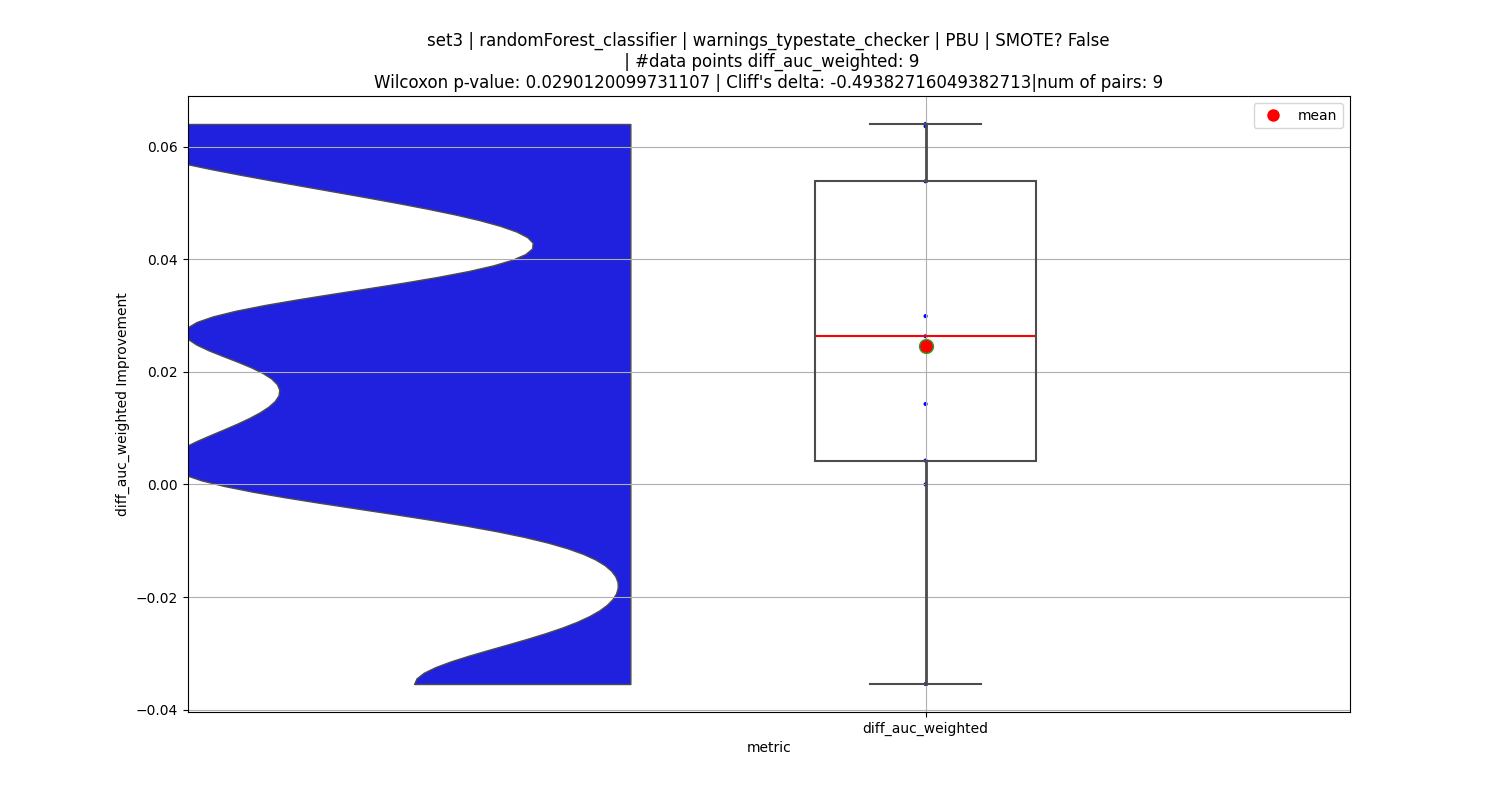 set3 | randomForest_classifier | warnings_typestate_checker | PBU | SMOTE? False
| #data points diff_auc_weighted: 9
Wilcoxon p-value: 0.0290120099731107 | Cliff's delta: -0.49382716049382713|num of pairs: 9
mean
0.06
0.04
0.02
0.00
−0.02
−0.04
diff_auc_weighted Improvement
diff_auc_weighted
metric